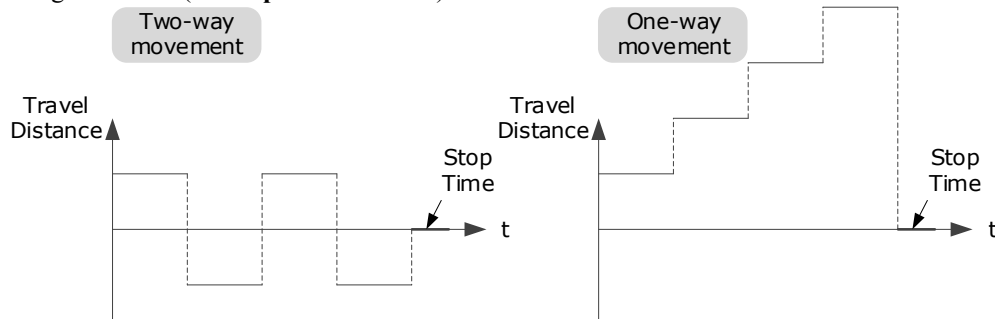 Two-way
movement
One-way
movement
Travel
Distance
Stop
Time
t
Travel
Distance
Stop
Time
t